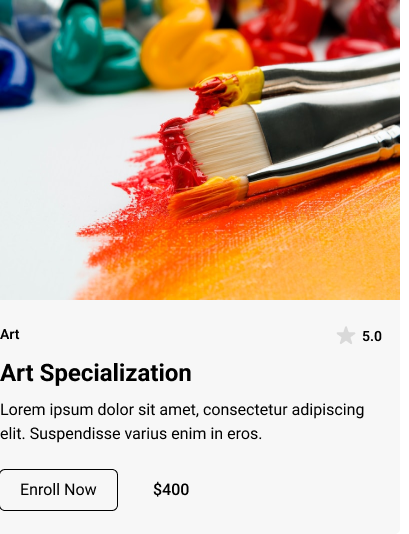 Art
5.0
Art Specialization
Lorem ipsum dolor sit amet, consectetur adipiscing
elit. Suspendisse varius enim in eros.
Enroll Now
$400